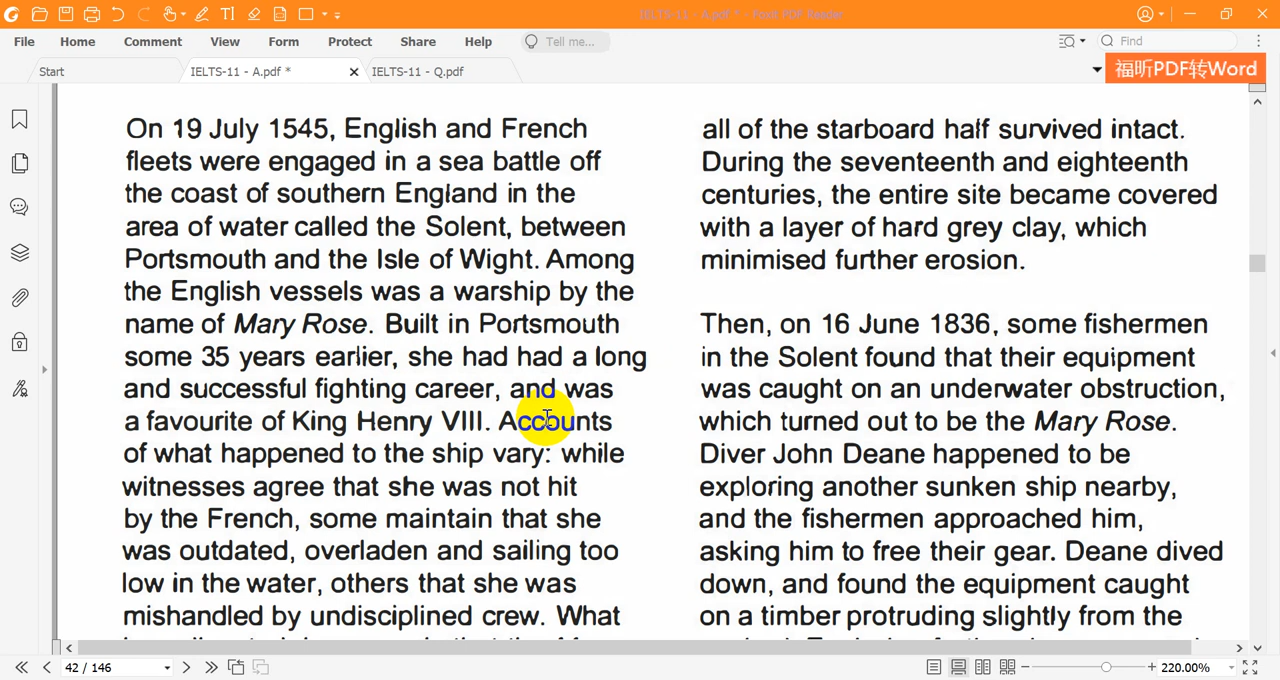 IELTS-11 - A.pdf * - Foxit PDF Reader
File Home Comment View Form Protect Share Help Tell me... Find
Start IELTS-11 - A.pdf * IELTS-11 - Q.pdf 福昕PDF转Word
On 19 July 1545, English and French
fleets were engaged in a sea battle off
the coast of southern England in the
area of water called the Solent, between
Portsmouth and the Isle of Wight. Among
the English vessels was a warship by the
name of Mary Rose. Built in Portsmouth
some 35 years earlier, she had had a long
and successful fighting career, and was
a favourite of King Henry VIII. Accounts
of what happened to the ship vary: while
witnesses agree that she was not hit
by the French, some maintain that she
was outdated, overladen and sailing too
low in the water, others that she was
mishandled by undisciplined crew. What
all of the starboard half survived intact.
During the seventeenth and eighteenth
centuries, the entire site became covered
with a layer of hard grey clay, which
minimised further erosion.
Then, on 16 June 1836, some fishermen
in the Solent found that their equipment
was caught on an underwater obstruction,
which turned out to be the Mary Rose.
Diver John Deane happened to be
exploring another sunken ship nearby,
and the fishermen approached him,
asking him to free their gear. Deane dived
down, and found the equipment caught
on a timber protruding slightly from the
42 / 146 220.00%